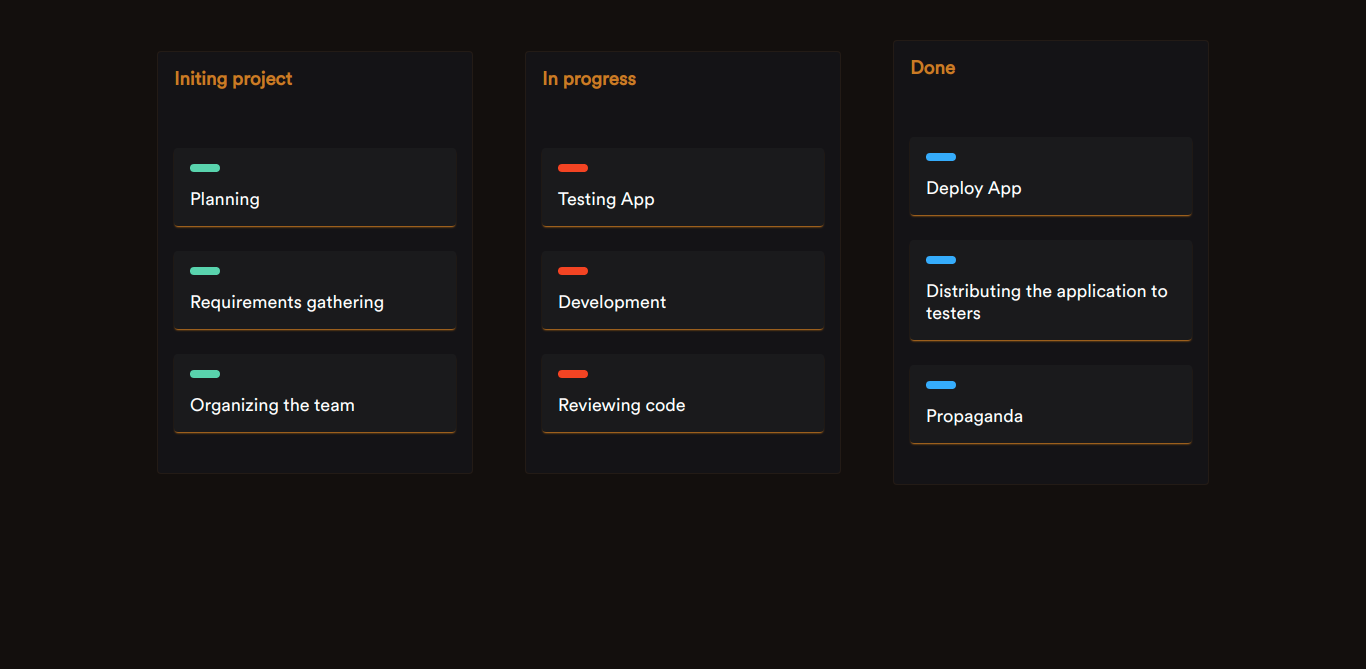 Initing project
Planning
Requirements gathering
Organizing the team
In progress
Testing App
Development
Reviewing code
Done
Deploy App
Distributing the application to
testers
Propaganda